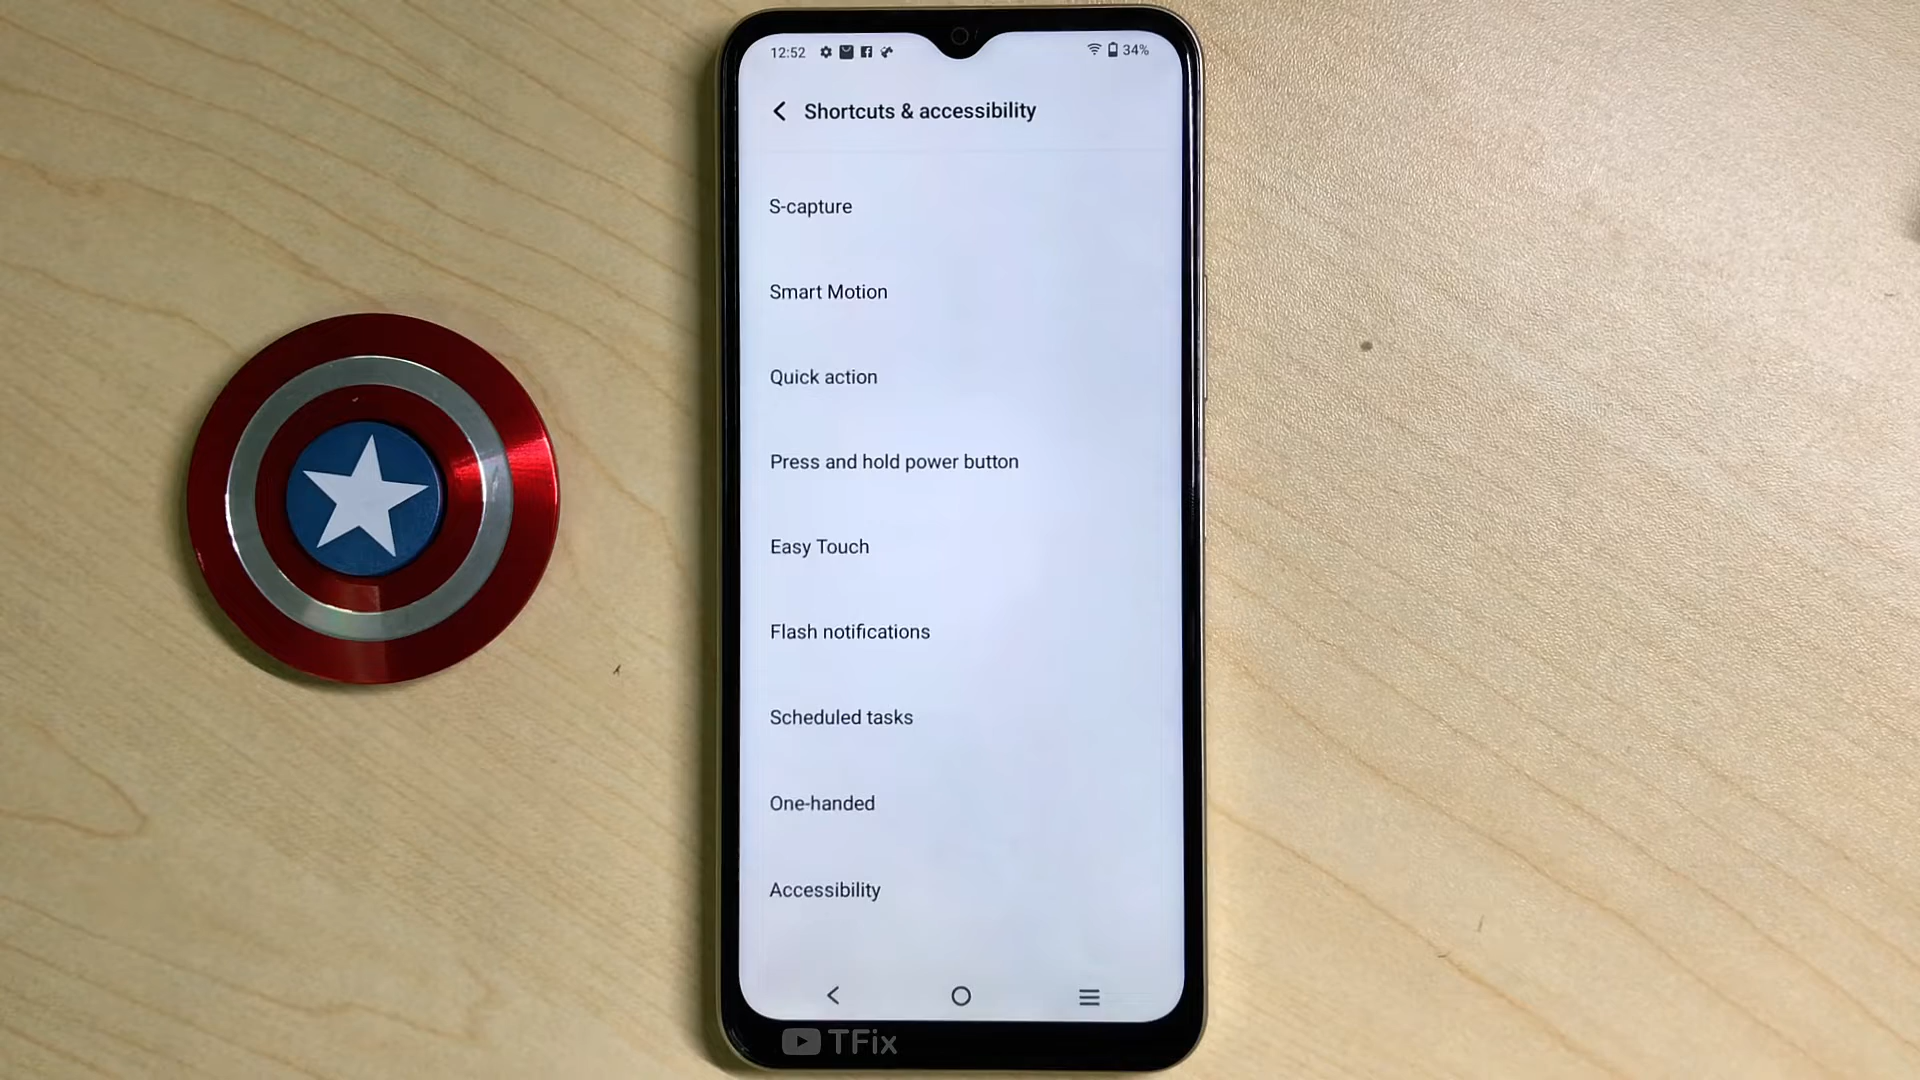 12:52
34%
Shortcuts & accessibility
S-capture
Smart Motion
Quick action
Press and hold power button
Easy Touch
Flash notifications
Scheduled tasks
One-handed
Accessibility
TFix